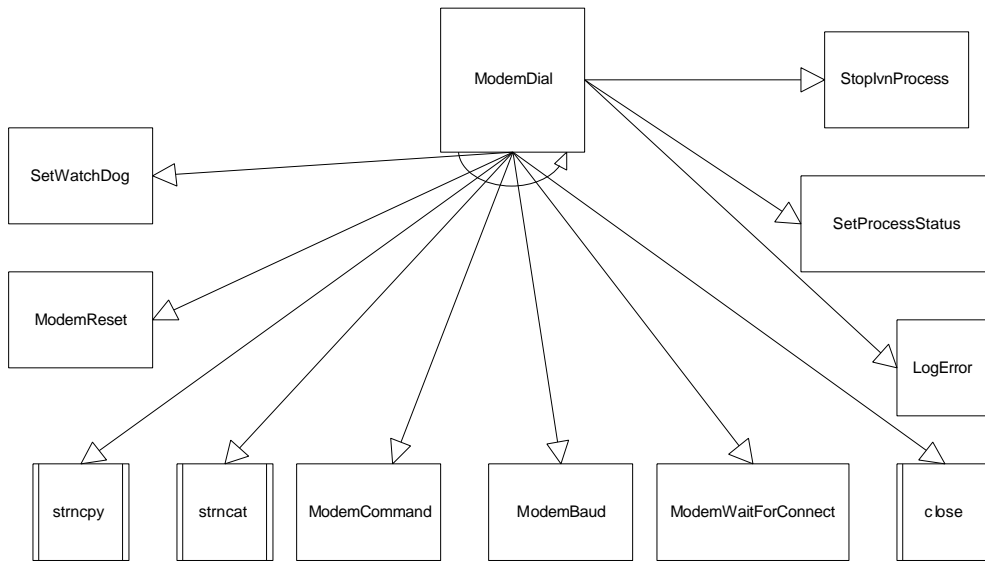 ModemDial
StopIvnProcess
SetWatchDog
SetProcessStatus
ModemReset
LogError
strncpy
strncat
ModemCommand
ModemBaud
ModemWaitForConnect
close